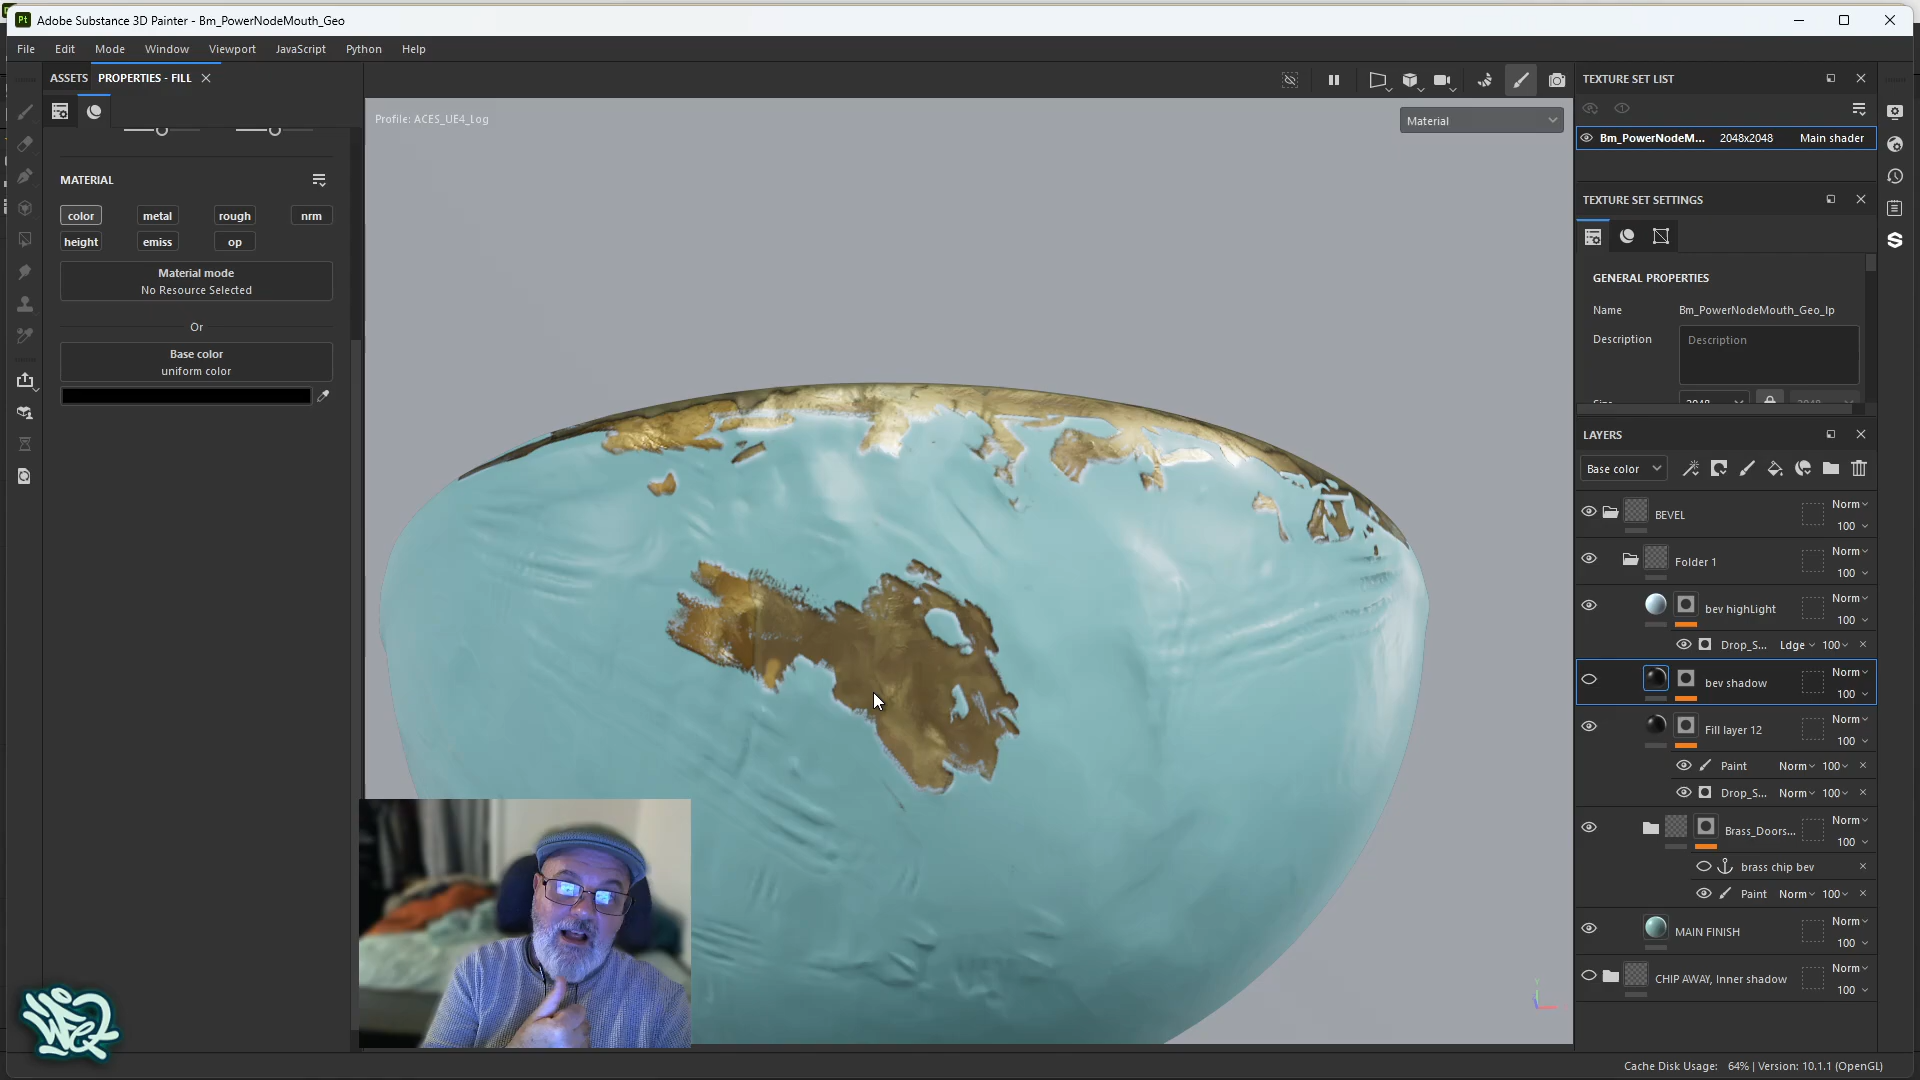 Pt Adobe Substance 3D Painter - Bm_PowerNodeMouth_Geo
File Edit Mode Window Viewport JavaScript Python Help
ASSETS PROPERTIES - FILL
MATERIAL
color metal rough nrm
height emiss op
Material mode
No Resource Selected
Or
Base color
uniform color
Profile: ACES_UE4_Log
Material
TEXTURE SET LIST
Bm_PowerNodeM... 2048x2048 Main shader
TEXTURE SET SETTINGS
GENERAL PROPERTIES
Name Bm_PowerNodeMouth_Geo_lp
Description Description
LAYERS
Base color
BEVEL Norm
100
Folder 1 Norm
100
bev highLight Norm
100
Drop_S... Ldge 100
bev shadow Norm
100
Fill layer 12 Norm
100
Paint Norm 100
Drop_S... Norm 100
Brass_Doors... Norm
100
brass chip bev
Paint Norm 100
MAIN FINISH Norm
100
CHIP AWAY, Inner shadow Norm
100
Cache Disk Usage: 64% | Version: 10.1.1 (OpenGL)